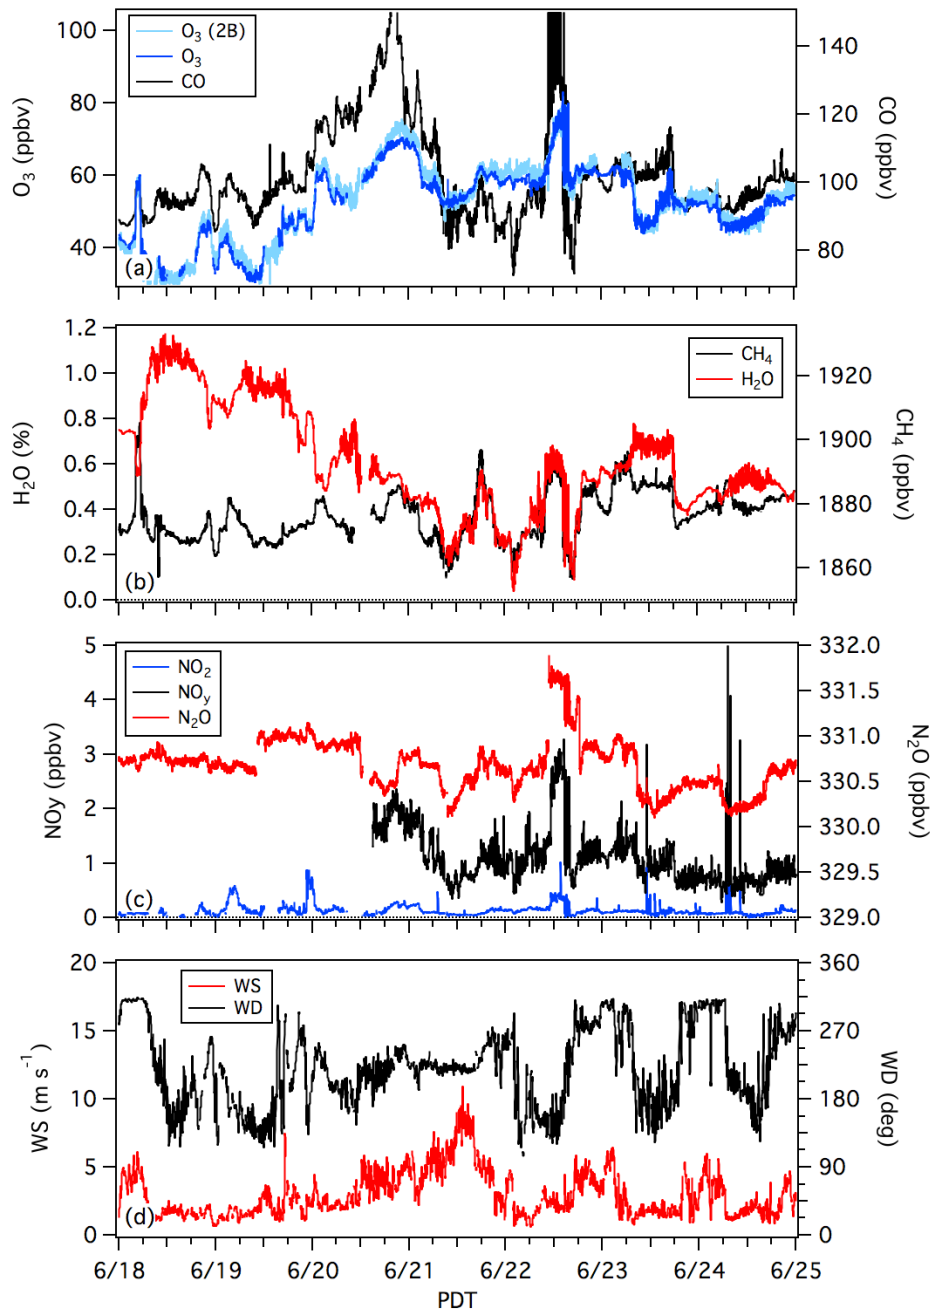 100
80
60
40
O3 (ppbv)
O3 (2B)
O3
CO
140
120
100
80
CO (ppbv)
(a)
1.2
1.0
0.8
0.6
0.4
0.2
0.0
H2O (%)
CH4
H2O
1920
1900
1880
1860
CH4 (ppbv)
(b)
5
4
3
2
1
0
NOy (ppbv)
NO2
NOy
N2O
332.0
331.5
331.0
330.5
330.0
329.5
329.0
N2O (ppbv)
(c)
20
15
10
5
0
WS (m s-1)
WS
WD
360
270
180
90
0
WD (deg)
(d)
6/18 6/19 6/20 6/21 6/22 6/23 6/24 6/25
PDT